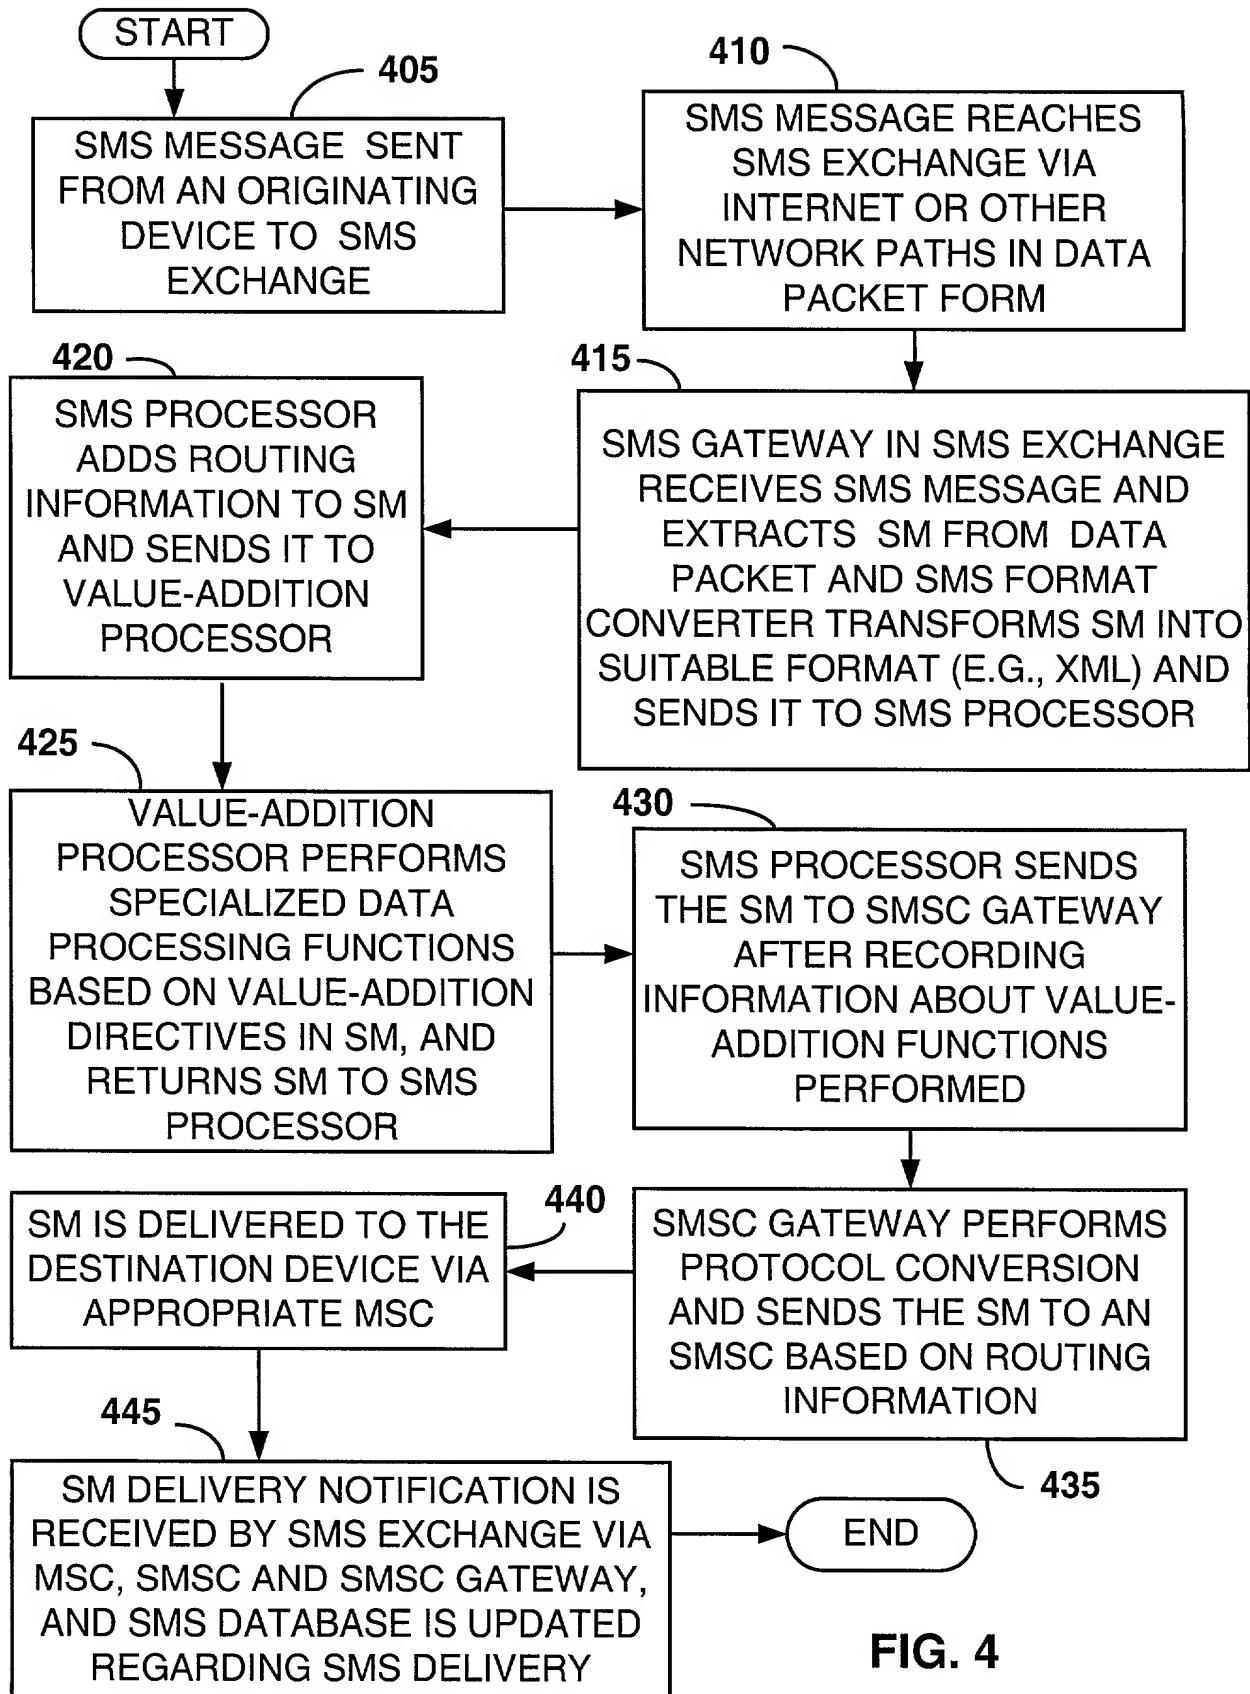 START
405
SMS MESSAGE SENT
FROM AN ORIGINATING
DEVICE TO SMS
EXCHANGE
410
SMS MESSAGE REACHES
SMS EXCHANGE VIA
INTERNET OR OTHER
NETWORK PATHS IN DATA
PACKET FORM
415
SMS GATEWAY IN SMS EXCHANGE
RECEIVES SMS MESSAGE AND
EXTRACTS SM FROM DATA
PACKET AND SMS FORMAT
CONVERTER TRANSFORMS SM INTO
SUITABLE FORMAT (E.G., XML) AND
SENDS IT TO SMS PROCESSOR
420
SMS PROCESSOR
ADDS ROUTING
INFORMATION TO SM
AND SENDS IT TO
VALUE-ADDITION
PROCESSOR
425
VALUE-ADDITION
PROCESSOR PERFORMS
SPECIALIZED DATA
PROCESSING FUNCTIONS
BASED ON VALUE-ADDITION
DIRECTIVES IN SM, AND
RETURNS SM TO SMS
PROCESSOR
430
SMS PROCESSOR SENDS
THE SM TO SMSC GATEWAY
AFTER RECORDING
INFORMATION ABOUT VALUE-
ADDITION FUNCTIONS
PERFORMED
SMSC GATEWAY PERFORMS
PROTOCOL CONVERSION
AND SENDS THE SM TO AN
SMSC BASED ON ROUTING
INFORMATION
435
440
SM IS DELIVERED TO THE
DESTINATION DEVICE VIA
APPROPRIATE MSC
445
SM DELIVERY NOTIFICATION IS
RECEIVED BY SMS EXCHANGE VIA
MSC, SMSC AND SMSC GATEWAY,
AND SMS DATABASE IS UPDATED
REGARDING SMS DELIVERY
END
FIG. 4